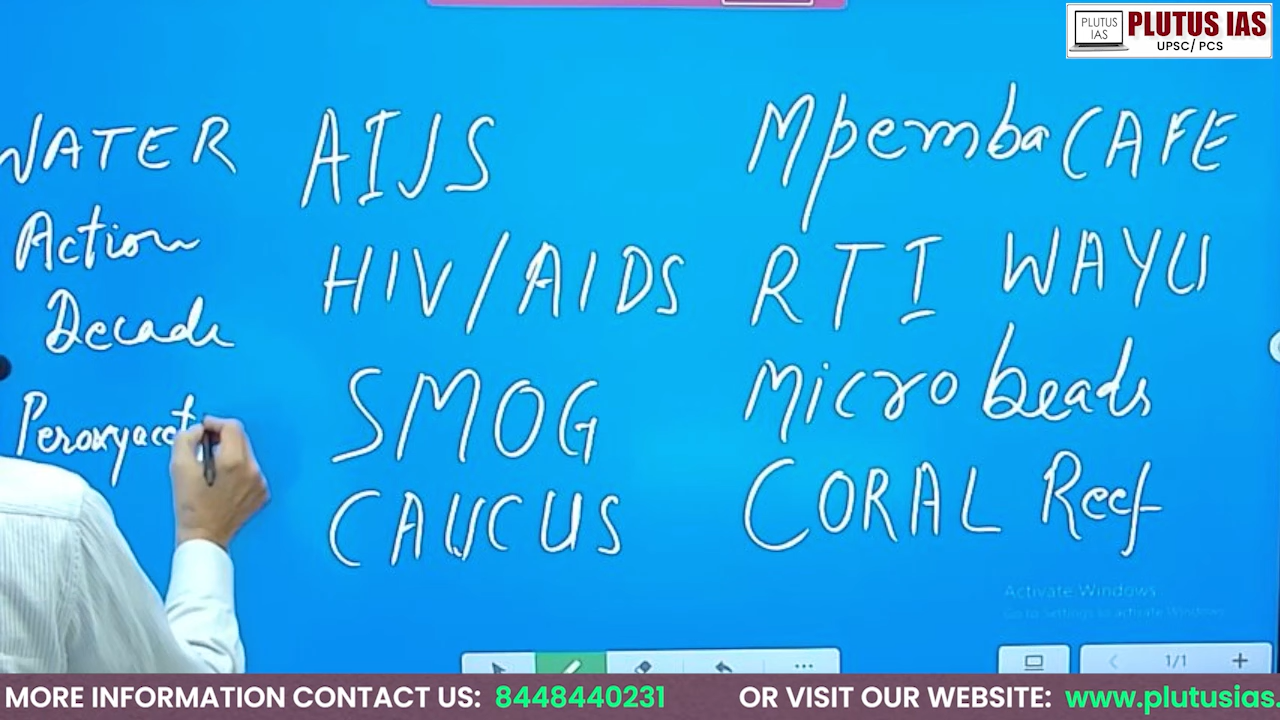 PLUTUS IAS
PLUTUS IAS
UPSC/ PCS
WATER
Action
Decade
Peroxyacet
AIJS
HIV/AIDS
SMOG
CAUCUS
Mpemba CAFE
RTI WAYU
Micro beads
CORAL Reef
Activate Windows
Go to Settings to activate Windows.
1/1
MORE INFORMATION CONTACT US: 8448440231 OR VISIT OUR WEBSITE: www.plutusias.